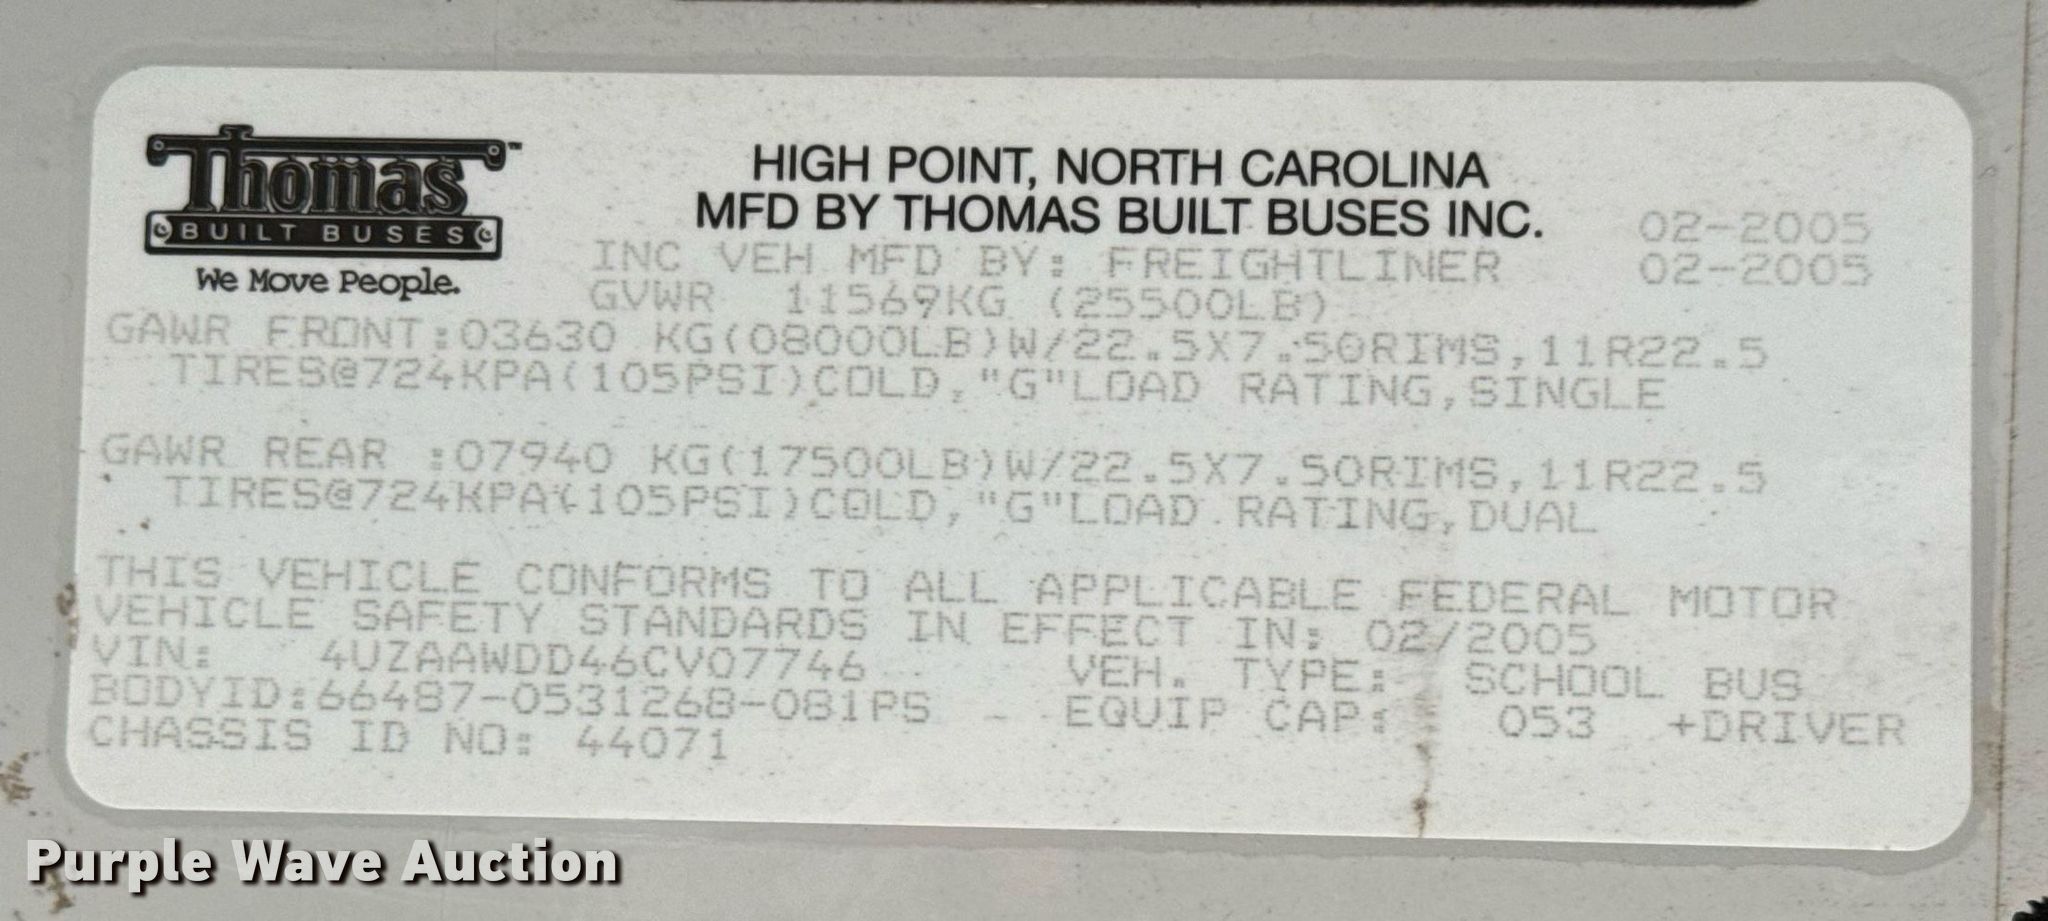 Thomas™
BUILT BUSES
We Move People.
HIGH POINT, NORTH CAROLINA
MFD BY THOMAS BUILT BUSES INC. 02-2005
INC VEH MFD BY: FREIGHTLINER 02-2005
GVWR 11569KG (25500LB)
GAWR FRONT:03630 KG(08000LB)W/22.5X7.50RIMS,11R22.5
TIRES@724KPA(105PSI)COLD,"G"LOAD RATING,SINGLE
GAWR REAR :07940 KG(17500LB)W/22.5X7.50RIMS,11R22.5
TIRES@724KPA(105PSI)COLD,"G"LOAD RATING,DUAL
THIS VEHICLE CONFORMS TO ALL APPLICABLE FEDERAL MOTOR
VEHICLE SAFETY STANDARDS IN EFFECT IN: 02/2005
VIN: 4UZAAWDD46CV07746 VEH. TYPE: SCHOOL BUS
BODYID:66487-0531268-081PS EQUIP CAP: 053 +DRIVER
CHASSIS ID NO: 44071
Purple Wave Auction